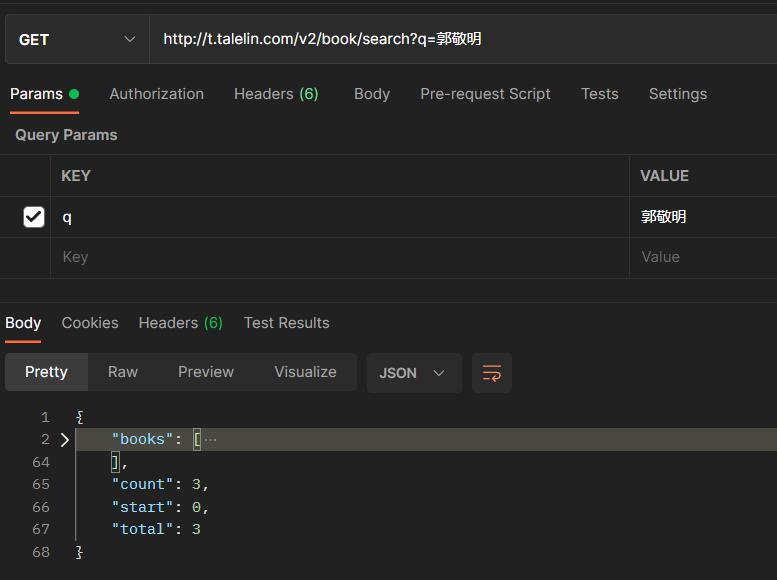 GET http://t.talelin.com/v2/book/search?q=郭敬明
Params Authorization Headers (6) Body Pre-request Script Tests Settings
Query Params
KEY VALUE
q 郭敬明
Key Value
Body Cookies Headers (6) Test Results
Pretty Raw Preview Visualize JSON
1 {
2 "books": [ ···
64 ],
65 "count": 3,
66 "start": 0,
67 "total": 3
68 }